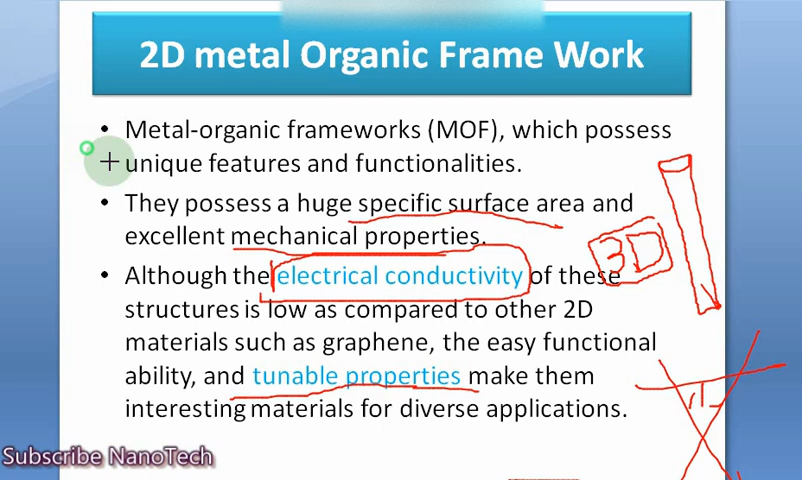 2D metal Organic Frame Work
• Metal-organic frameworks (MOF), which possess
unique features and functionalities.
• They possess a huge specific surface area and
excellent mechanical properties.
3D
• Although the electrical conductivity of these
structures is low as compared to other 2D
materials such as graphene, the easy functional
ability, and tunable properties make them
interesting materials for diverse applications.
Subscribe NanoTech